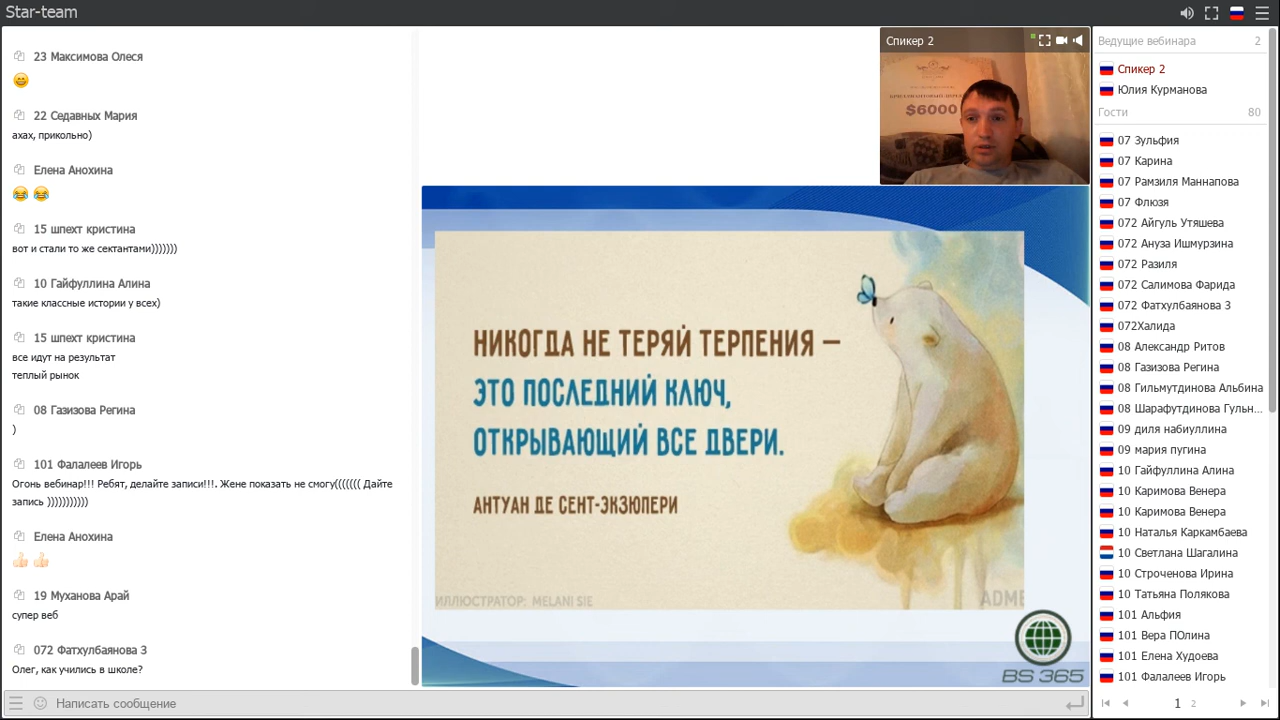 Star-team
23 Максимова Олеся
22 Седавных Мария
ахах, прикольно)
Елена Анохина
15 шпехт кристина
вот и стали то же сектантами)))))))
10 Гайфуллина Алина
такие классные истории у всех)
15 шпехт кристина
все идут на результат
теплый рынок
08 Газизова Регина
)
101 Фалалеев Игорь
Огонь вебинар!!! Ребят, делайте записи!!!. Жене показать не смогу((((((( Дайте
запись )))))))))))
Елена Анохина
19 Муханова Арай
супер веб
072 Фатхулбаянова З
Олег, как учились в школе?
Написать сообщение
Спикер 2
$6000
НИКОГДА НЕ ТЕРЯЙ ТЕРПЕНИЯ —
ЭТО ПОСЛЕДНИЙ КЛЮЧ,
ОТКРЫВАЮЩИЙ ВСЕ ДВЕРИ.
АНТУАН ДЕ СЕНТ-ЭКЗЮПЕРИ
ИЛЛЮСТРАТОР: MELANI SIE
ADME
BS 365
Ведущие вебинара 2
Спикер 2
Юлия Курманова
Гости 80
07 Зульфия
07 Карина
07 Рамзиля Маннапова
07 Флюзя
072 Айгуль Утяшева
072 Ануза Ишмурзина
072 Разиля
072 Салимова Фарида
072 Фатхулбаянова З
072Халида
08 Александр Ритов
08 Газизова Регина
08 Гильмутдинова Альбина
08 Шарафутдинова Гульн...
09 диля набиуллина
09 мария пугина
10 Гайфуллина Алина
10 Каримова Венера
10 Каримова Венера
10 Наталья Каркамбаева
10 Светлана Шагалина
10 Строченова Ирина
10 Татьяна Полякова
101 Альфия
101 Вера ПОлина
101 Елена Худоева
101 Фалалеев Игорь
1 2